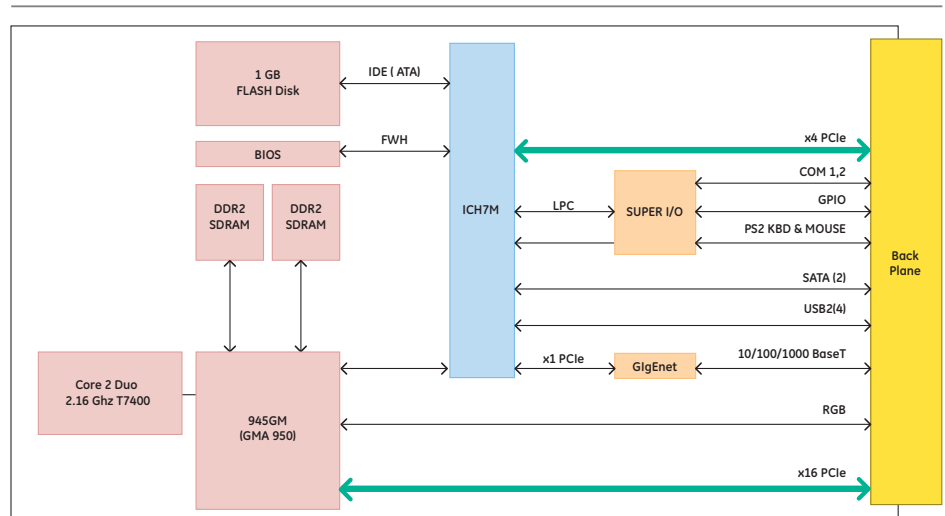 1 GB
FLASH Disk
IDE ( ATA)
BIOS
FWH
DDR2
SDRAM
DDR2
SDRAM
ICH7M
x4 PCIe
COM 1,2
LPC
SUPER I/O
GPIO
PS2 KBD & MOUSE
Back
Plane
SATA (2)
USB2(4)
x1 PCIe
GIgEnet
10/100/1000 BaseT
Core 2 Duo
2.16 Ghz T7400
945GM
(GMA 950)
RGB
x16 PCIe